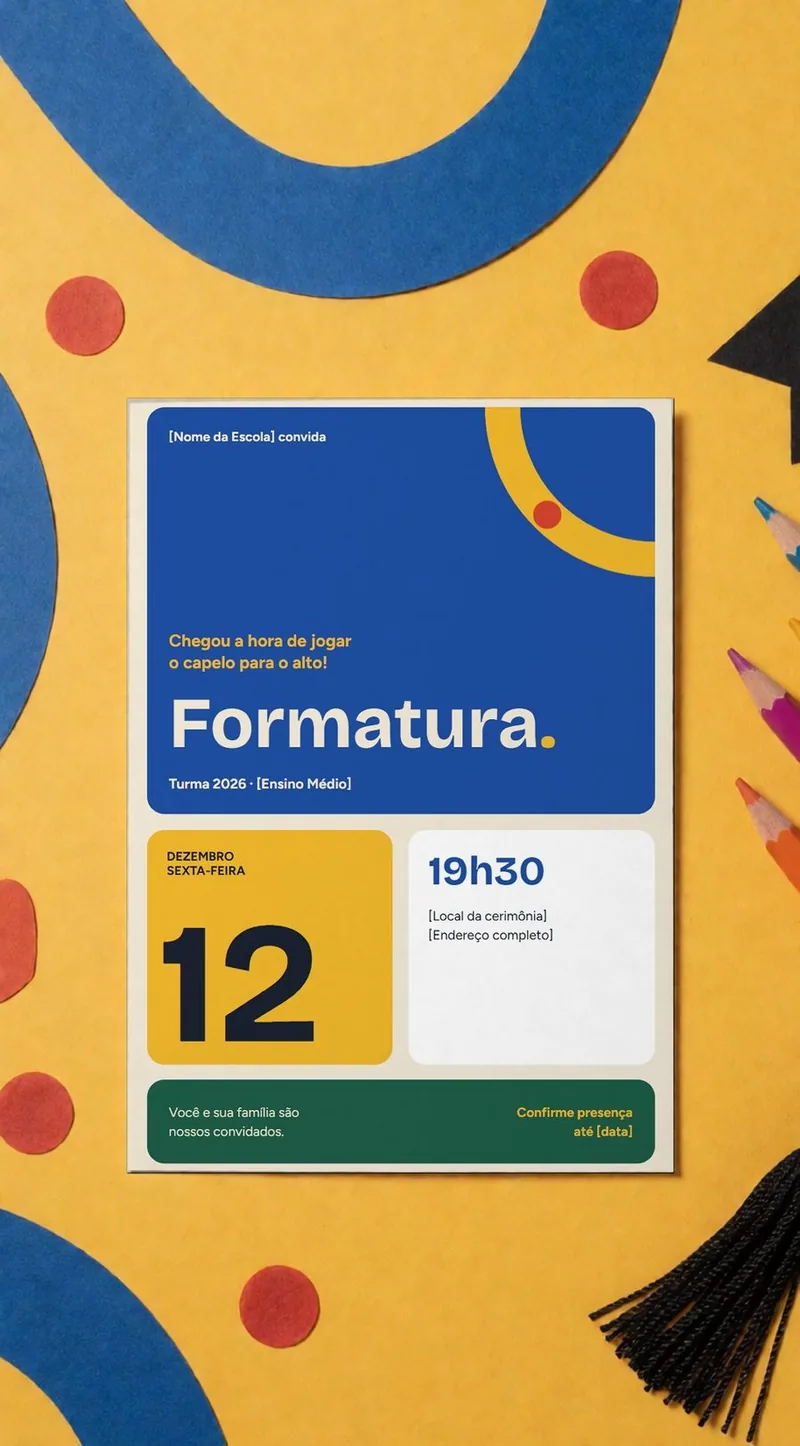 [Nome da Escola] convida
Chegou a hora de jogar
o capelo para o alto!
Formatura.
Turma 2026 · [Ensino Médio]
DEZEMBRO
SEXTA-FEIRA
12
19h30
[Local da cerimônia]
[Endereço completo]
Você e sua família são
nossos convidados.
Confirme presença
até [data]